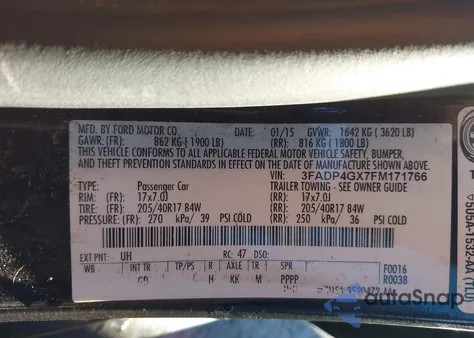 MFD. BY FORD MOTOR CO. DATE: 01/15 GVWR: 1642 KG ( 3620 LB)
GAWR: (FR): 862 KG ( 1900 LB) (RR): 816 KG ( 1800 LB)
THIS VEHICLE CONFORMS TO ALL APPLICABLE FEDERAL MOTOR VEHICLE SAFETY, BUMPER,
AND THEFT PREVENTION STANDARDS IN EFFECT ON THE DATE OF MANUFACTURE SHOWN ABOVE.
VIN: 3FADP4GX7FM171766
TYPE: Passenger Car TRAILER TOWING - SEE OWNER GUIDE
RIM: (FR): 17x7.0J (RR): 17x7.0J
TIRE: (FR): 205/40R17 84W (RR): 205/40R17 84W
PRESSURE: (FR): 270 kPa/ 39 PSI COLD (RR): 250 kPa/ 36 PSI COLD
EXT PNT: UH RC: 47 DSO:
WB INT TR TP/PS R AXLE TR SPR F0016
H KK M PPPP R0038
autoSnap